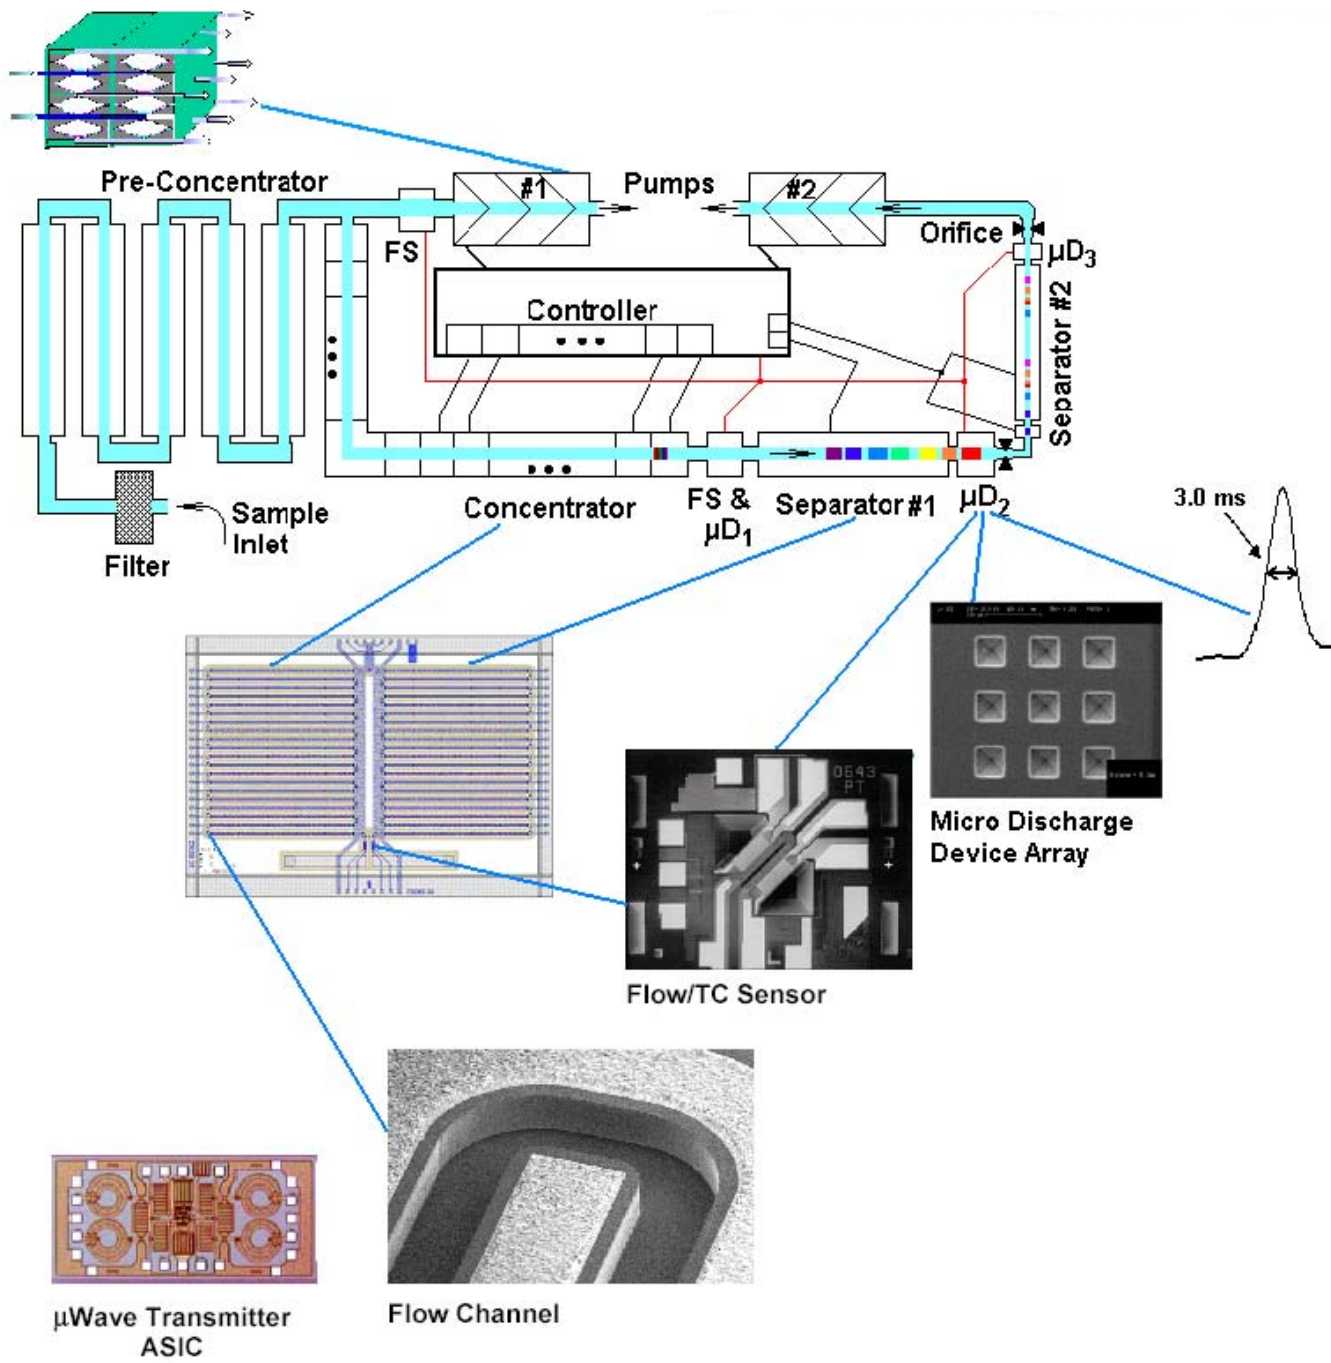 Pre-Concentrator
#1
Pumps
#2
FS
Orifice
µD3
Controller
Separator #2
Sample
Inlet
Filter
Concentrator
FS &
µD1
Separator #1
µD2
3.0 ms
0643
PT
Micro Discharge
Device Array
Flow/TC Sensor
Flow Channel
µWave Transmitter
ASIC